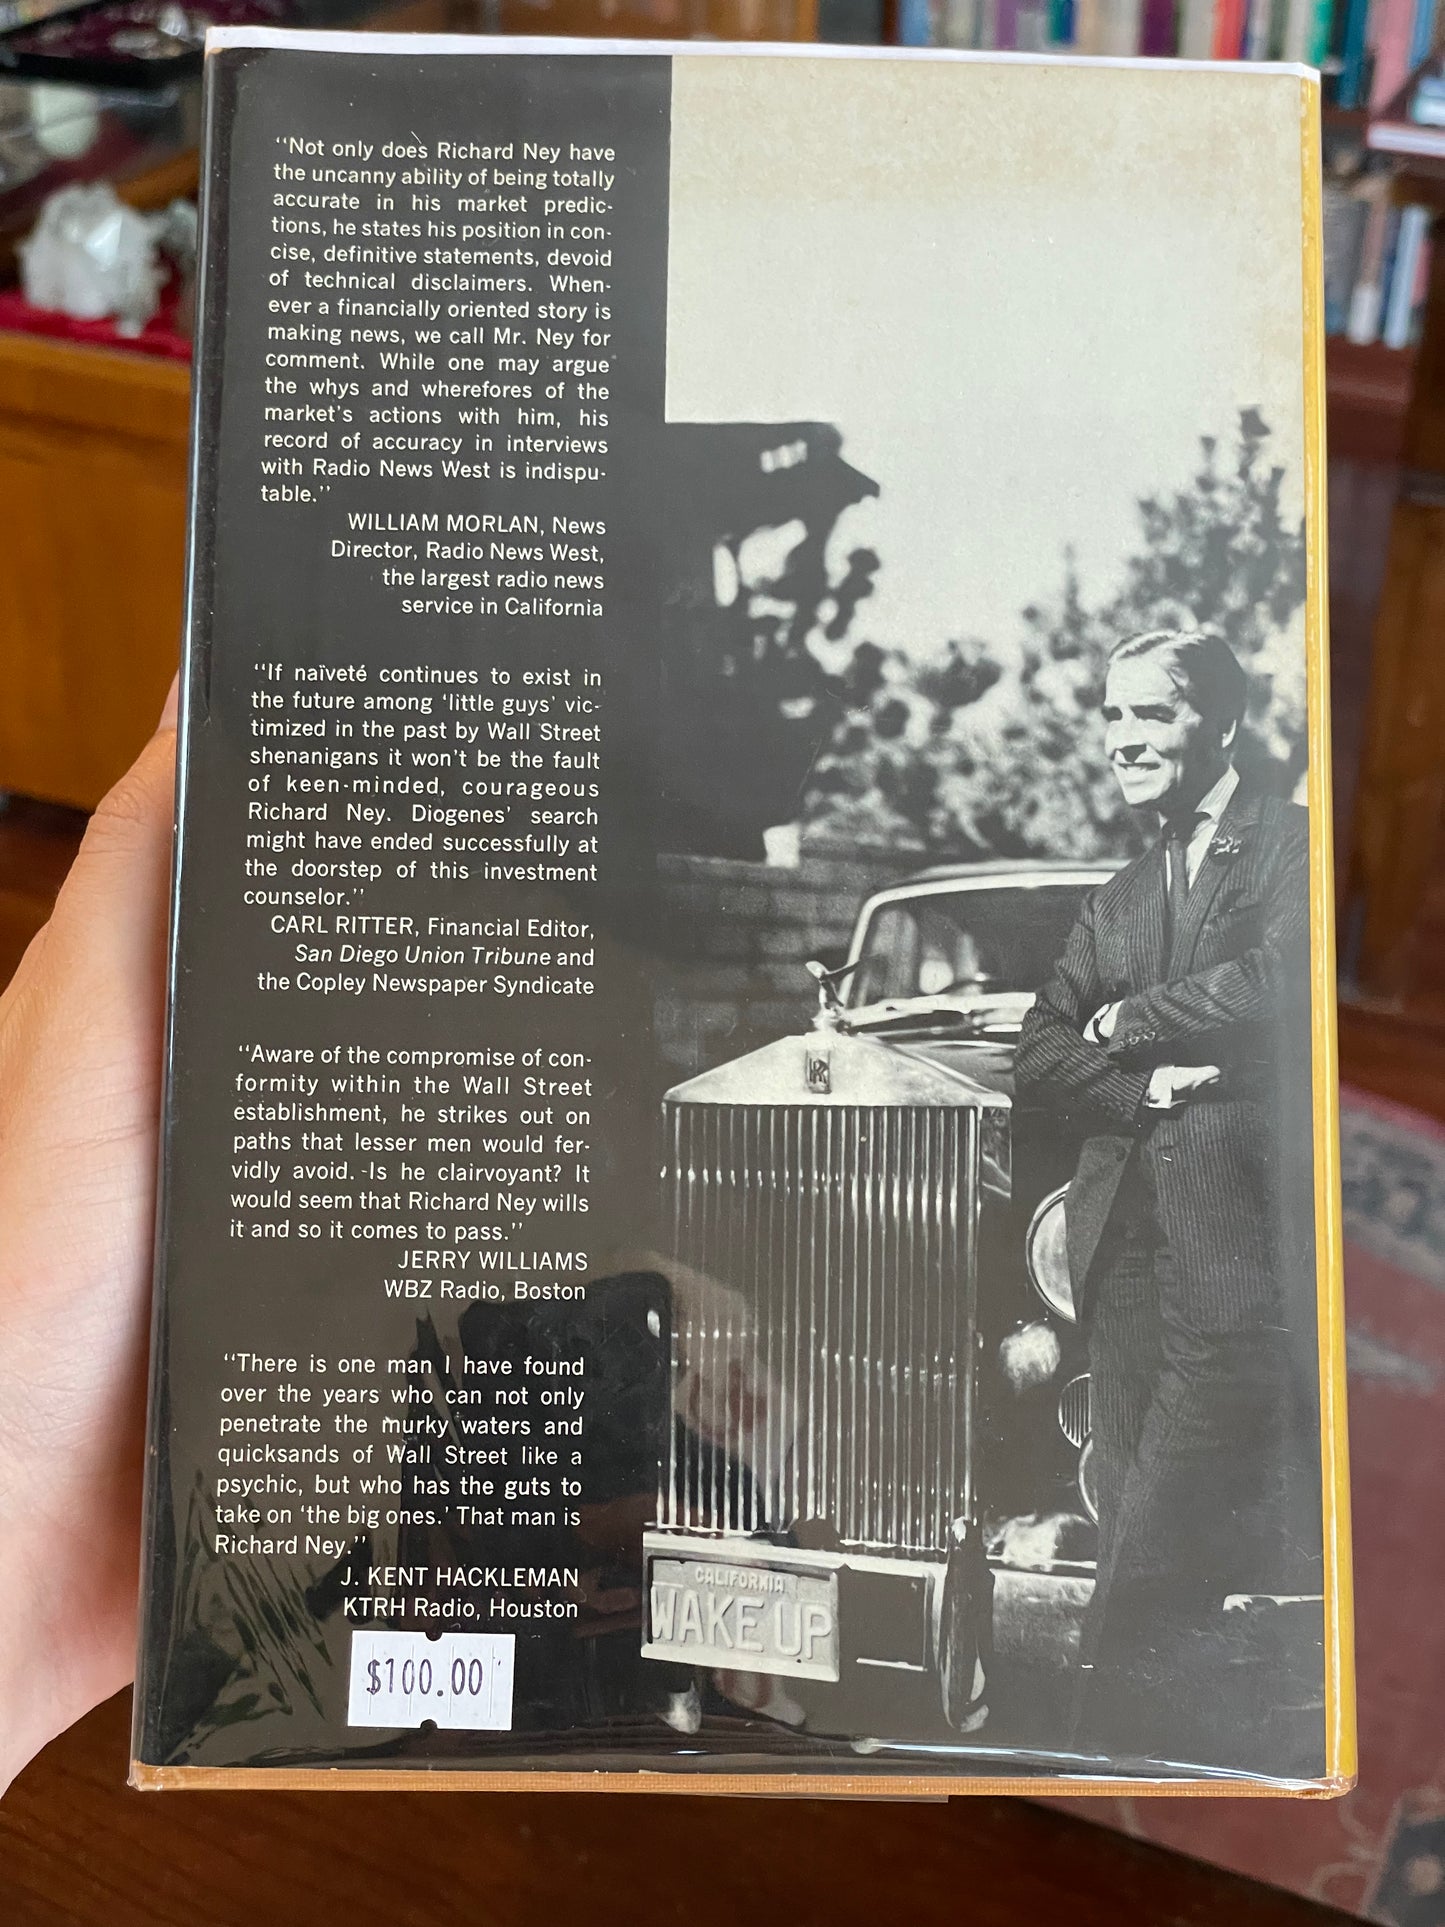 "Not only does Richard Ney have
the uncanny ability of being totally
accurate in his market predic-
tions, he states his position in con-
cise, definitive statements, devoid
of technical disclaimers. When-
ever a financially oriented story is
making news, we call Mr. Ney for
comment. While one may argue
the whys and wherefores of the
market's actions with him, his
record of accuracy in interviews
with Radio News West is indispu-
table."
WILLIAM MORLAN, News
Director, Radio News West,
the largest radio news
service in California
"If naïveté continues to exist in
the future among 'little guys' vic-
timized in the past by Wall Street
shenanigans it won't be the fault
of keen-minded, courageous
Richard Ney. Diogenes' search
might have ended successfully at
the doorstep of this investment
counselor."
CARL RITTER, Financial Editor,
San Diego Union Tribune and
the Copley Newspaper Syndicate
"Aware of the compromise of con-
formity within the Wall Street
establishment, he strikes out on
paths that lesser men would fer-
vidly avoid. Is he clairvoyant? It
would seem that Richard Ney wills
it and so it comes to pass."
JERRY WILLIAMS
WBZ Radio, Boston
"There is one man I have found
over the years who can not only
penetrate the murky waters and
quicksands of Wall Street like a
psychic, but who has the guts to
take on 'the big ones.' That man is
Richard Ney."
J. KENT HACKLEMAN
KTRH Radio, Houston
$100.00
RR
CALIFORNIA
WAKE UP